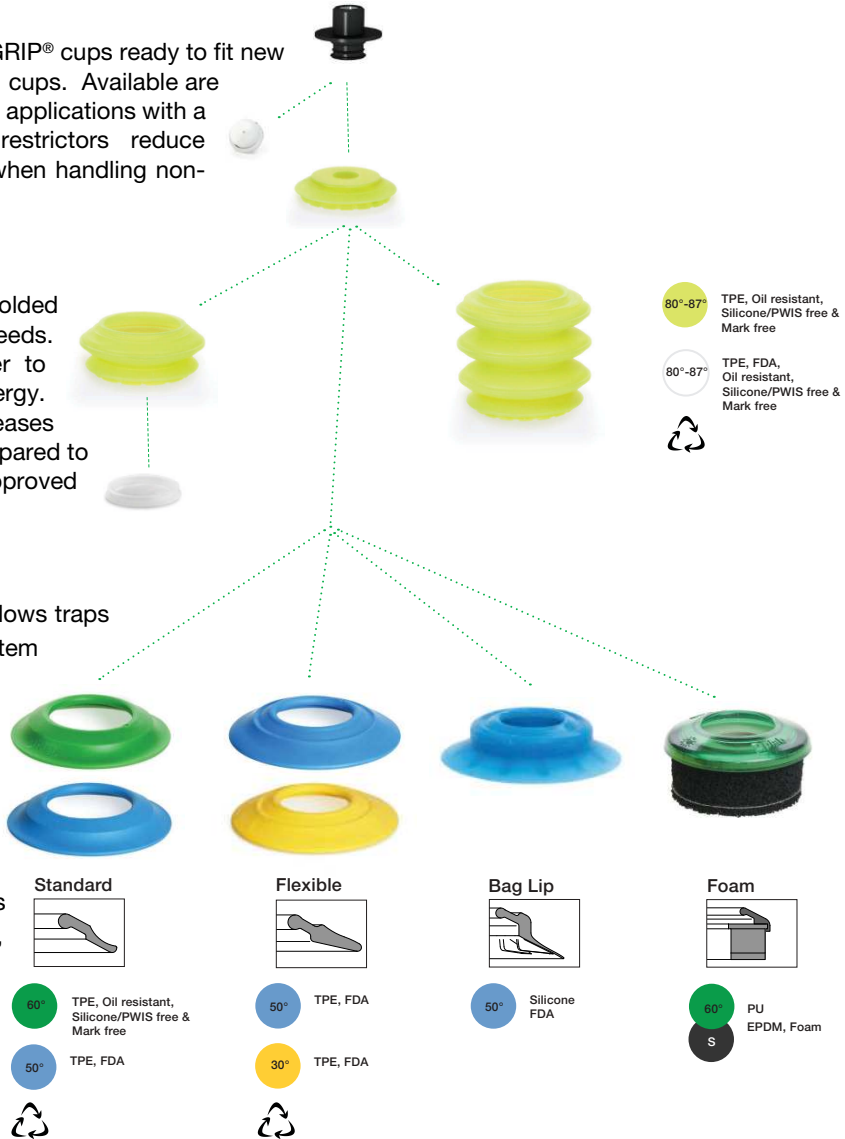 GRIP® cups ready to fit new
cups. Available are
applications with a
restrictors reduce
when handling non-
olded
eeds.
er to
ergy.
eases
pared to
pproved
80°-87°
TPE, Oil resistant,
Silicone/PWIS free &
Mark free
80°-87°
TPE, FDA,
Oil resistant,
Silicone/PWIS free &
Mark free
lows traps
tem
s
,
Standard
Flexible
Bag Lip
Foam
60°
TPE, Oil resistant,
Silicone/PWIS free &
Mark free
50°
TPE, FDA
50°
TPE, FDA
30°
TPE, FDA
50°
Silicone
FDA
60°
S
PU
EPDM, Foam